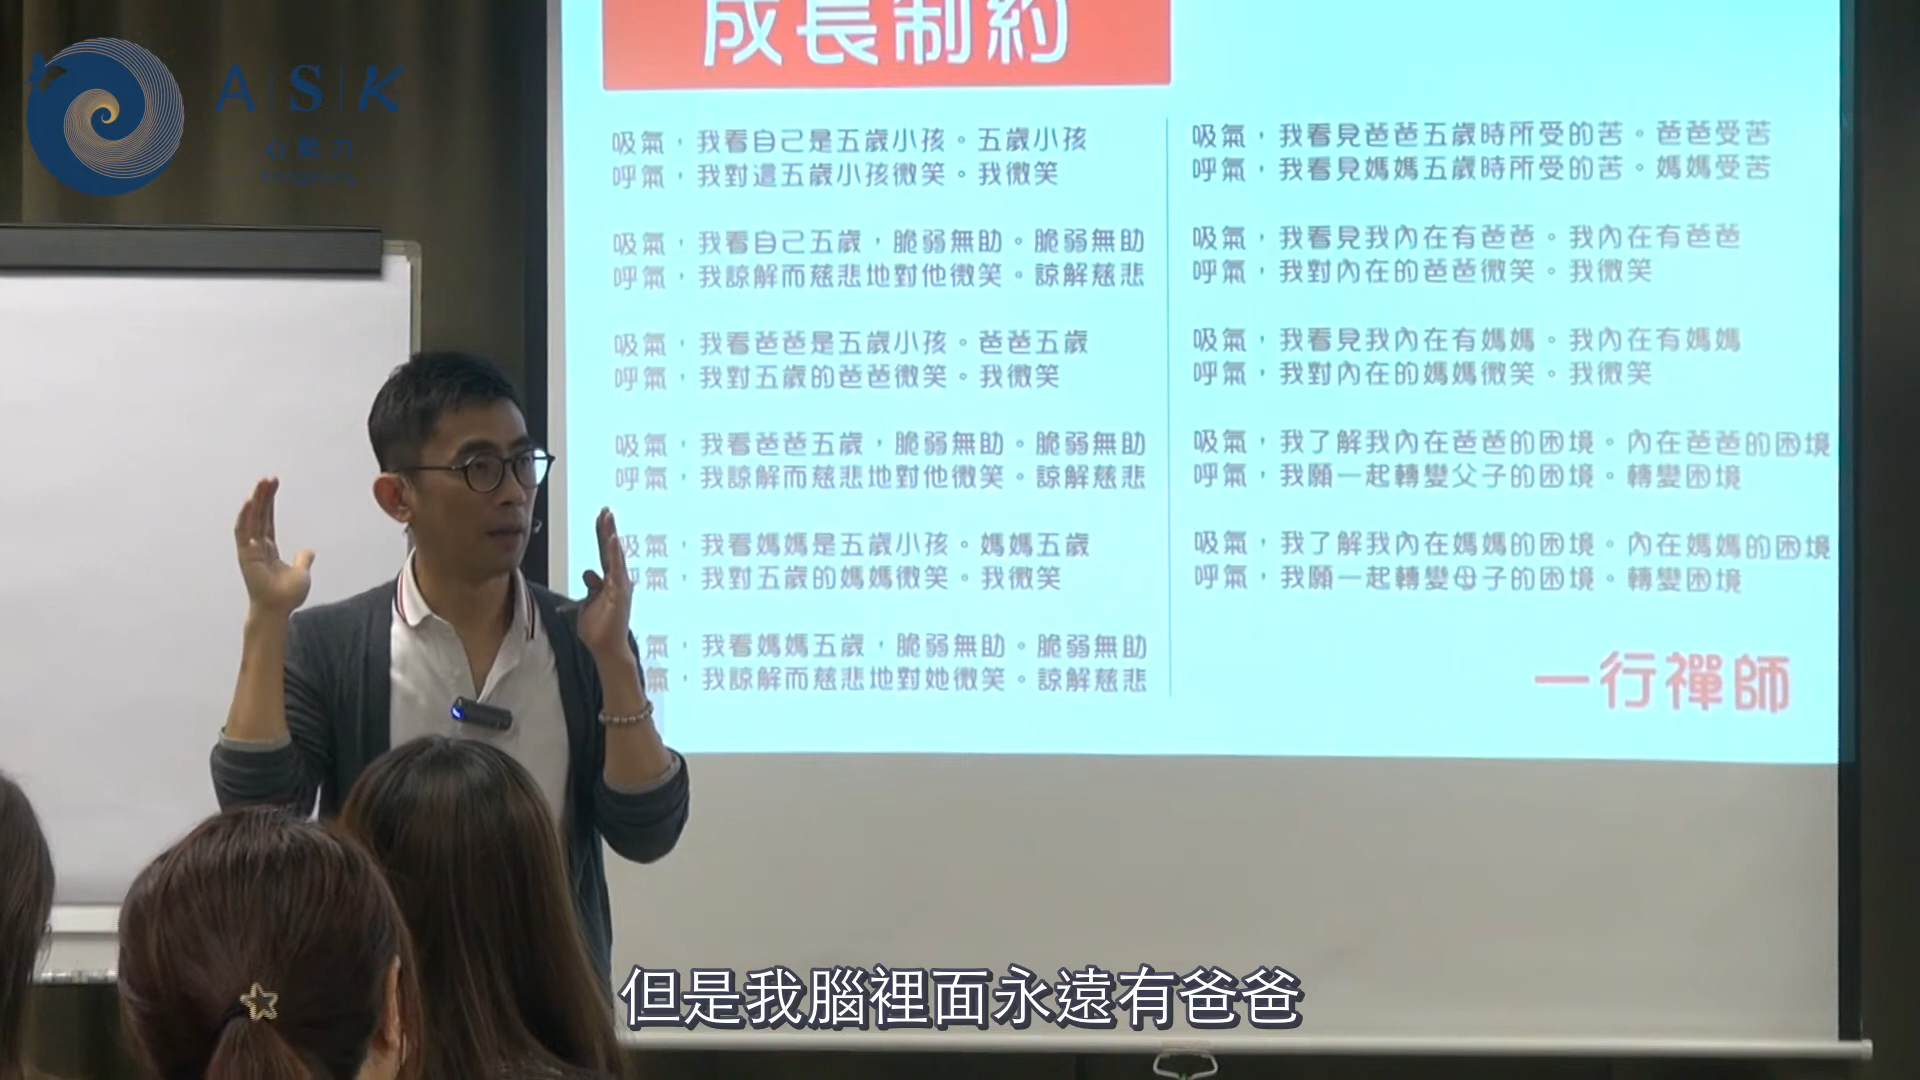 A|S|K
心動力
成長制約
吸氣，我看自己是五歲小孩。五歲小孩
呼氣，我對這五歲小孩微笑。我微笑
吸氣，我看自己五歲，脆弱無助。脆弱無助
呼氣，我諒解而慈悲地對他微笑。諒解慈悲
吸氣，我看爸爸是五歲小孩。爸爸五歲
呼氣，我對五歲的爸爸微笑。我微笑
吸氣，我看爸爸五歲，脆弱無助。脆弱無助
呼氣，我諒解而慈悲地對他微笑。諒解慈悲
吸氣，我看媽媽是五歲小孩。媽媽五歲
呼氣，我對五歲的媽媽微笑。我微笑
氣，我看媽媽五歲，脆弱無助。脆弱無助
氣，我諒解而慈悲地對她微笑。諒解慈悲
吸氣，我看見爸爸五歲時所受的苦。爸爸受苦
呼氣，我看見媽媽五歲時所受的苦。媽媽受苦
吸氣，我看見我內在有爸爸。我內在有爸爸
呼氣，我對內在的爸爸微笑。我微笑
吸氣，我看見我內在有媽媽。我內在有媽媽
呼氣，我對內在的媽媽微笑。我微笑
吸氣，我了解我內在爸爸的困境。內在爸爸的困境
呼氣，我願一起轉變父子的困境。轉變困境
吸氣，我了解我內在媽媽的困境。內在媽媽的困境
呼氣，我願一起轉變母子的困境。轉變困境
一行禪師
但是我腦裡面永遠有爸爸